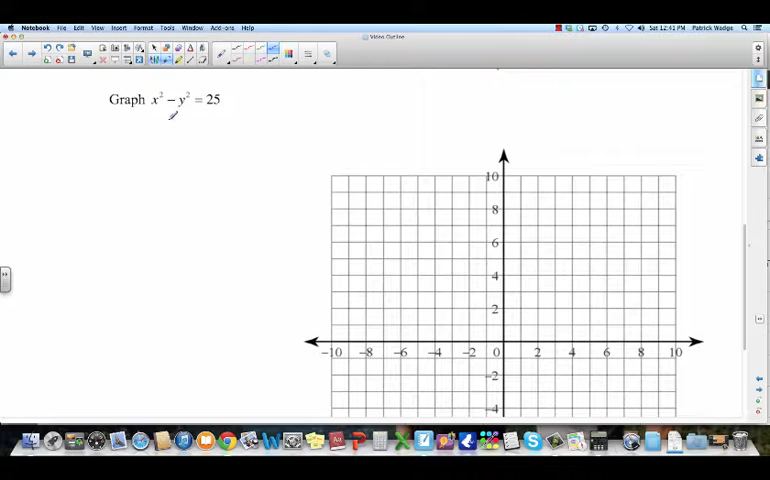 Notebook File Edit View Insert Format Tools Window Add-ons Help Sat 12:41 PM Patrick Wadge
Video Outline
Graph x² − y² = 25
10
8
6
4
2
−10 −8 −6 −4 −2 0 2 4 6 8 10
−2
−4